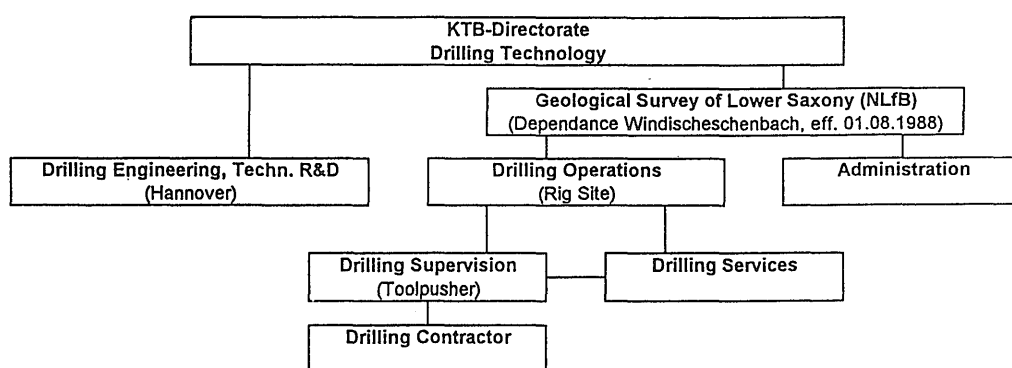 KTB-Directorate
Drilling Technology
Geological Survey of Lower Saxony (NLfB)
(Dependance Windischeschenbach, eff. 01.08.1988)
Drilling Engineering, Techn. R&D
(Hannover)
Drilling Operations
(Rig Site)
Administration
Drilling Supervision
(Toolpusher)
Drilling Services
Drilling Contractor